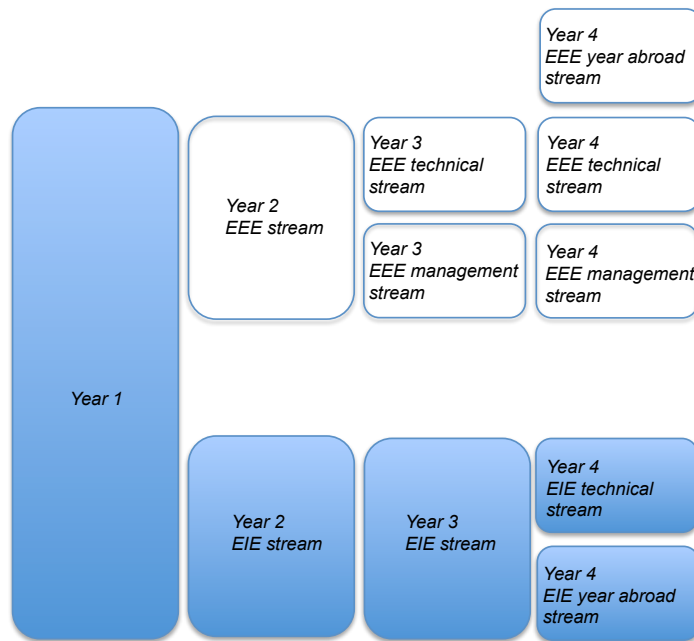 Year 4
EEE year abroad
stream
Year 3
EEE technical
stream
Year 4
EEE technical
stream
Year 2
EEE stream
Year 3
EEE management
stream
Year 4
EEE management
stream
Year 1
Year 2
EIE stream
Year 3
EIE stream
Year 4
EIE technical
stream
Year 4
EIE year abroad
stream